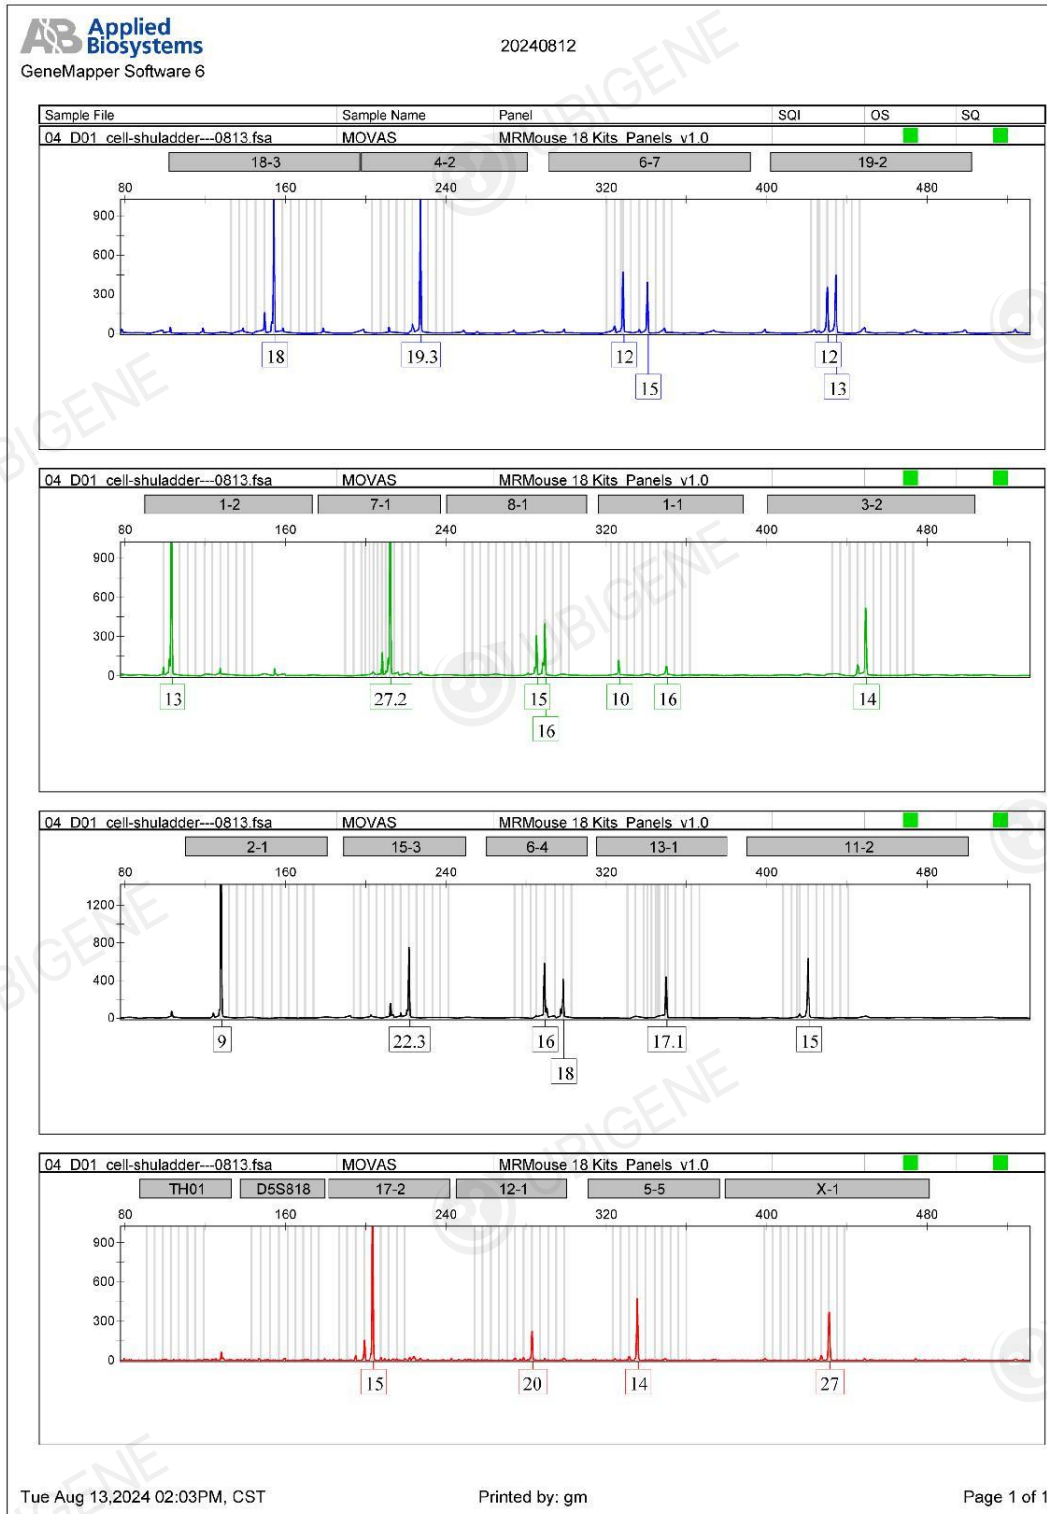 AB Applied Biosystems
GeneMapper Software 6
20240812
Sample File Sample Name Panel SQI OS SQ
04_D01_cell-shuladder---0813.fsa MOVAS MRMouse 18 Kits_Panels_v1.0
18-3 4-2 6-7 19-2
80 160 240 320 400 480
900
600
300
0
18 19.3 12 12
15 13
04_D01_cell-shuladder---0813.fsa MOVAS MRMouse 18 Kits_Panels_v1.0
1-2 7-1 8-1 1-1 3-2
80 160 240 320 400 480
900
600
300
0
13 27.2 15 10 16 14
16
04_D01_cell-shuladder---0813.fsa MOVAS MRMouse 18 Kits_Panels_v1.0
2-1 15-3 6-4 13-1 11-2
80 160 240 320 400 480
1200
800
400
0
9 22.3 16 17.1 15
18
04_D01_cell-shuladder---0813.fsa MOVAS MRMouse 18 Kits_Panels_v1.0
TH01 D5S818 17-2 12-1 5-5 X-1
80 160 240 320 400 480
900
600
300
0
15 20 14 27
Tue Aug 13,2024 02:03PM, CST Printed by: gm Page 1 of 1
UBIGENE